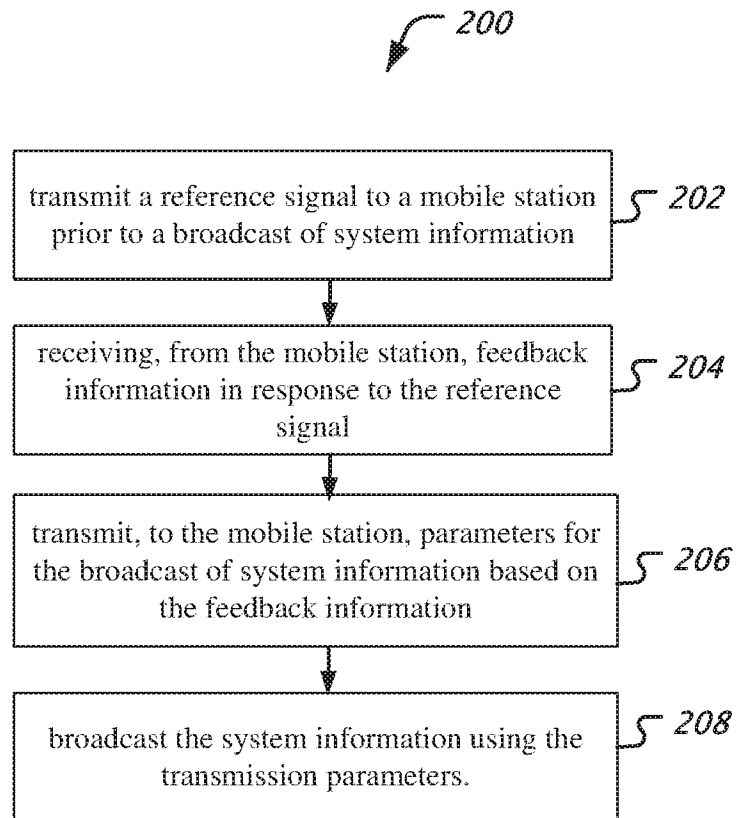 200
transmit a reference signal to a mobile station
prior to a broadcast of system information
202
receiving, from the mobile station, feedback
information in response to the reference
signal
204
transmit, to the mobile station, parameters for
the broadcast of system information based on
the feedback information
206
broadcast the system information using the
transmission parameters.
208